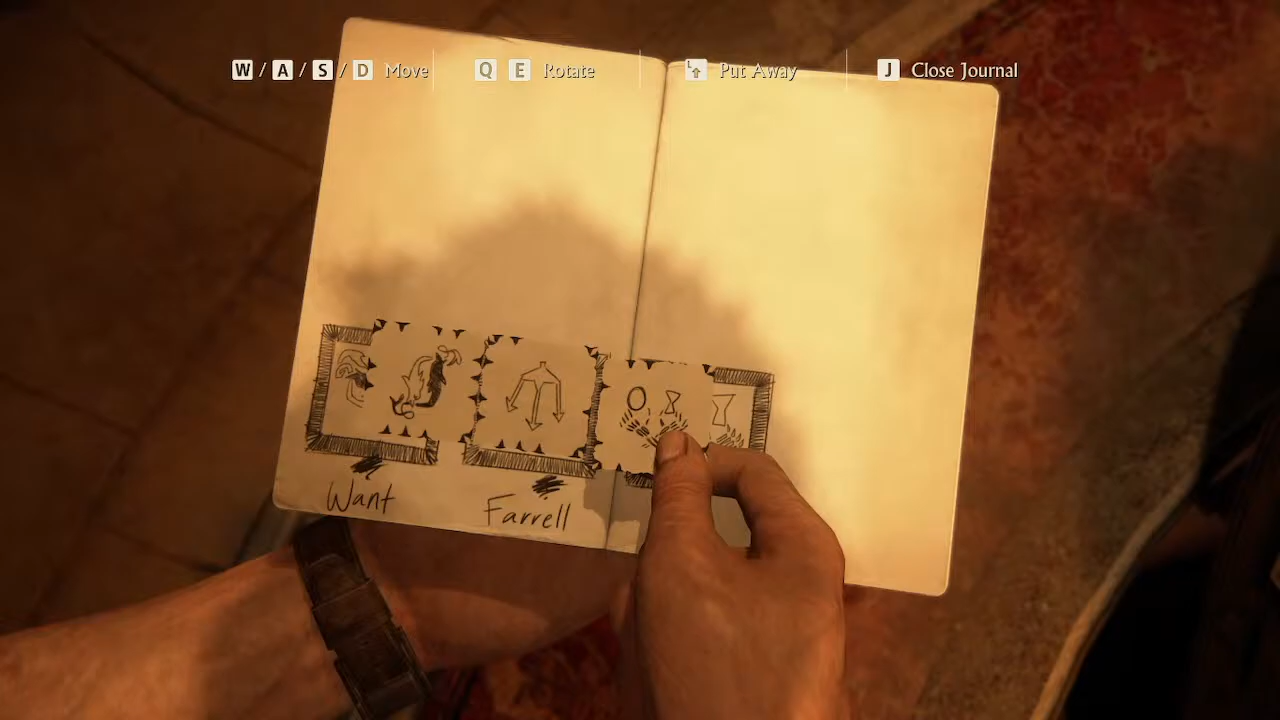 W / A / S / D Move Q E Rotate L Put Away J Close Journal
Want
Farrell